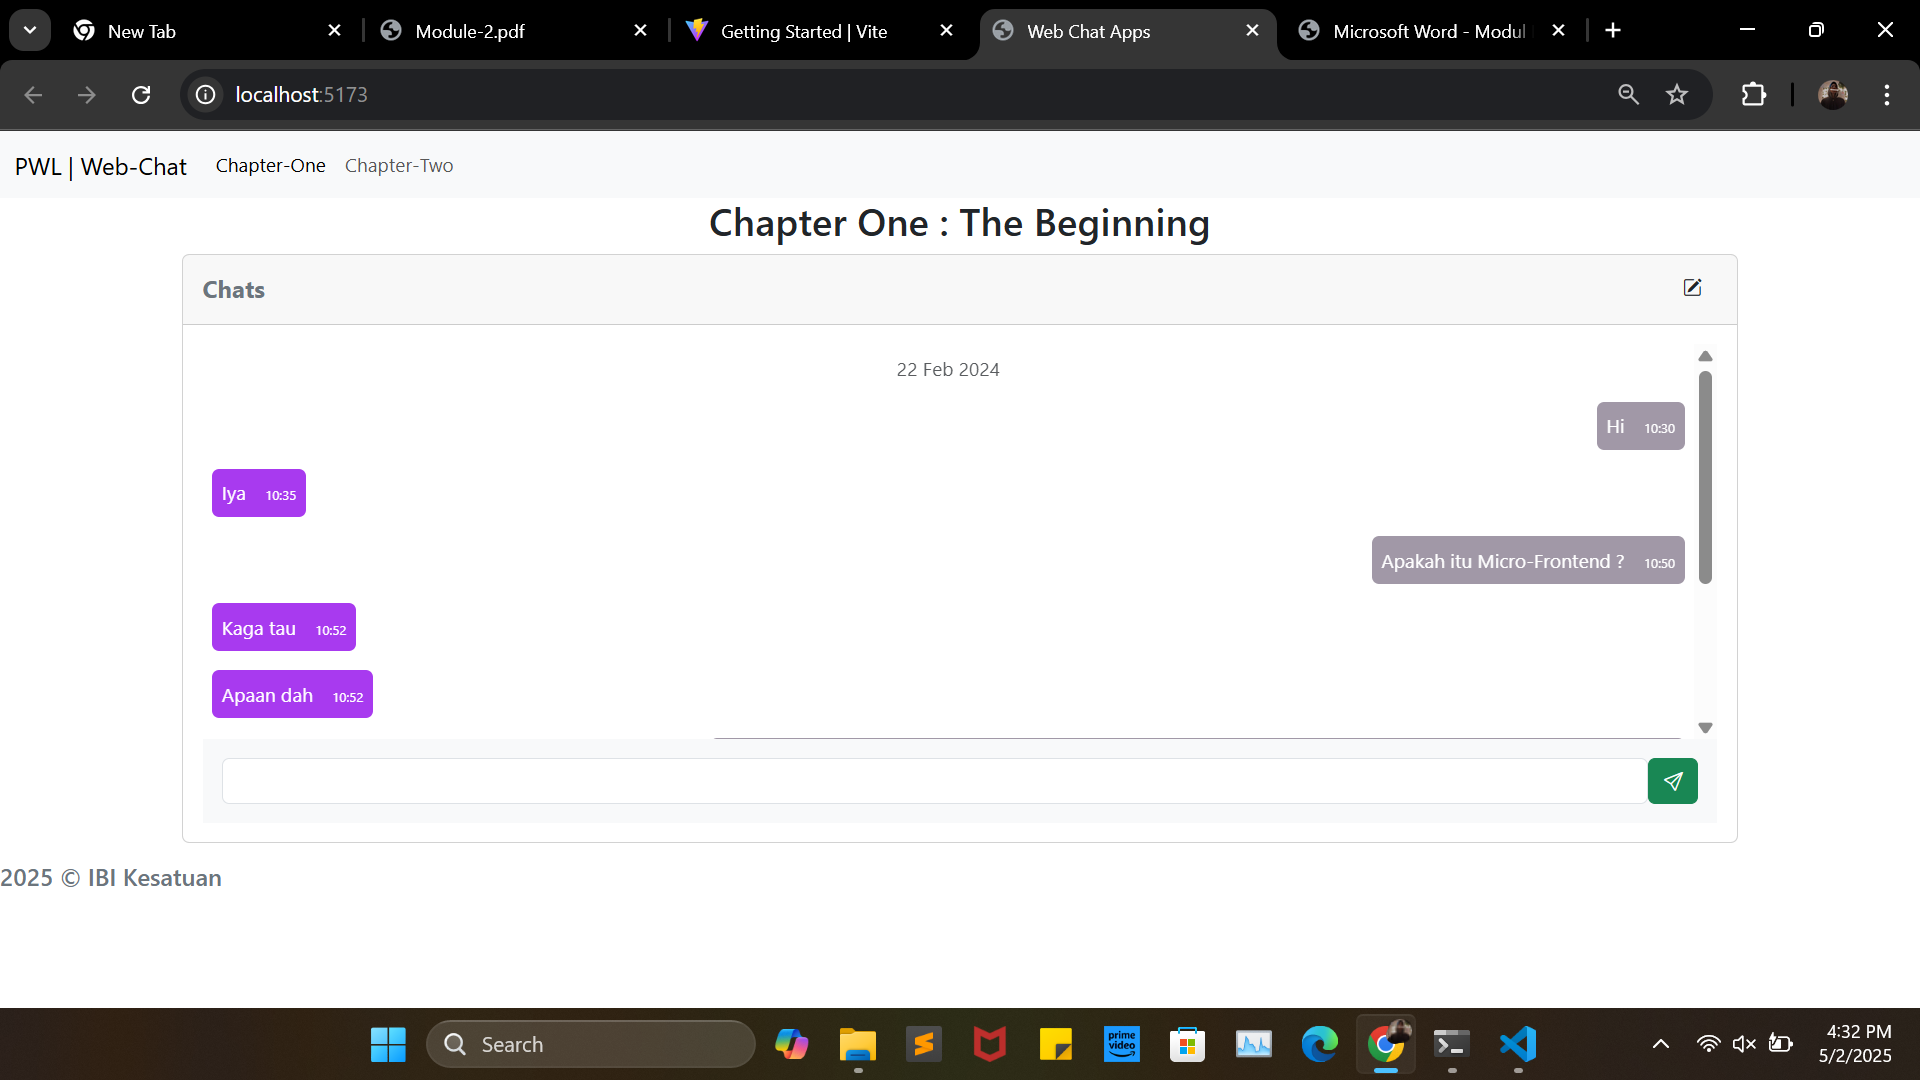 New Tab
Module-2.pdf
Getting Started | Vite
Web Chat Apps
Microsoft Word - Modul
localhost:5173
PWL | Web-Chat
Chapter-One
Chapter-Two
Chapter One : The Beginning
Chats
22 Feb 2024
Hi 10:30
Iya 10:35
Apakah itu Micro-Frontend ? 10:50
Kaga tau 10:52
Apaan dah 10:52
2025 © IBI Kesatuan
Search
prime video
4:32 PM
5/2/2025